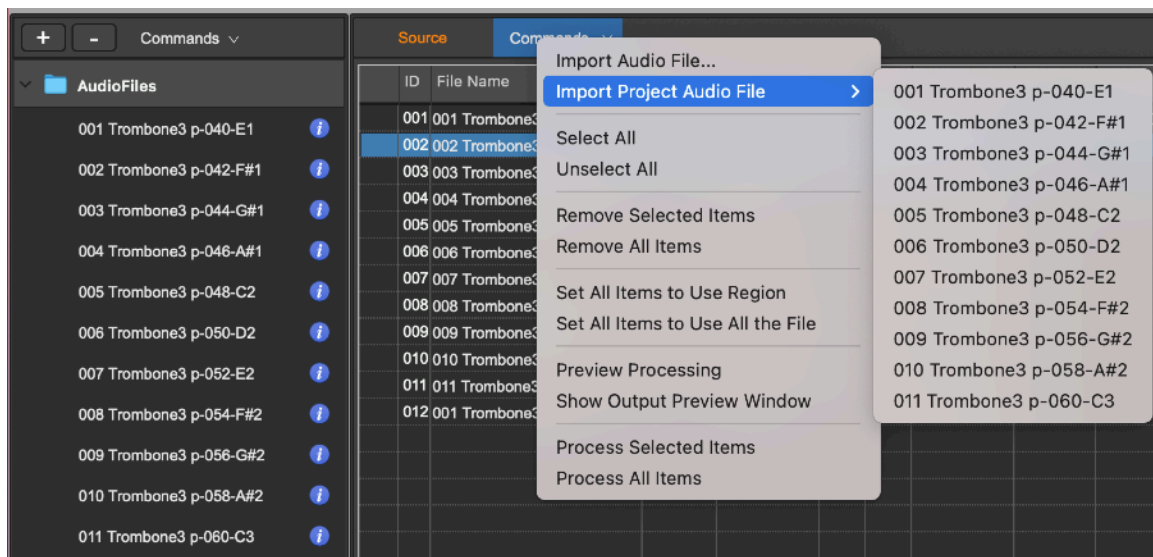 + - Commands
AudioFiles
001 Trombone3 p-040-E1
002 Trombone3 p-042-F#1
003 Trombone3 p-044-G#1
004 Trombone3 p-046-A#1
005 Trombone3 p-048-C2
006 Trombone3 p-050-D2
007 Trombone3 p-052-E2
008 Trombone3 p-054-F#2
009 Trombone3 p-056-G#2
010 Trombone3 p-058-A#2
011 Trombone3 p-060-C3
Source
ID File Name
001 001 Trombone3
002 002 Trombone3
003 003 Trombone3
004 004 Trombone3
005 005 Trombone3
006 006 Trombone3
007 007 Trombone3
008 008 Trombone3
009 009 Trombone3
010 010 Trombone3
011 011 Trombone3
012 001 Trombone3
Import Audio File...
Import Project Audio File
Select All
Unselect All
Remove Selected Items
Remove All Items
Set All Items to Use Region
Set All Items to Use All the File
Preview Processing
Show Output Preview Window
Process Selected Items
Process All Items
001 Trombone3 p-040-E1
002 Trombone3 p-042-F#1
003 Trombone3 p-044-G#1
004 Trombone3 p-046-A#1
005 Trombone3 p-048-C2
006 Trombone3 p-050-D2
007 Trombone3 p-052-E2
008 Trombone3 p-054-F#2
009 Trombone3 p-056-G#2
010 Trombone3 p-058-A#2
011 Trombone3 p-060-C3